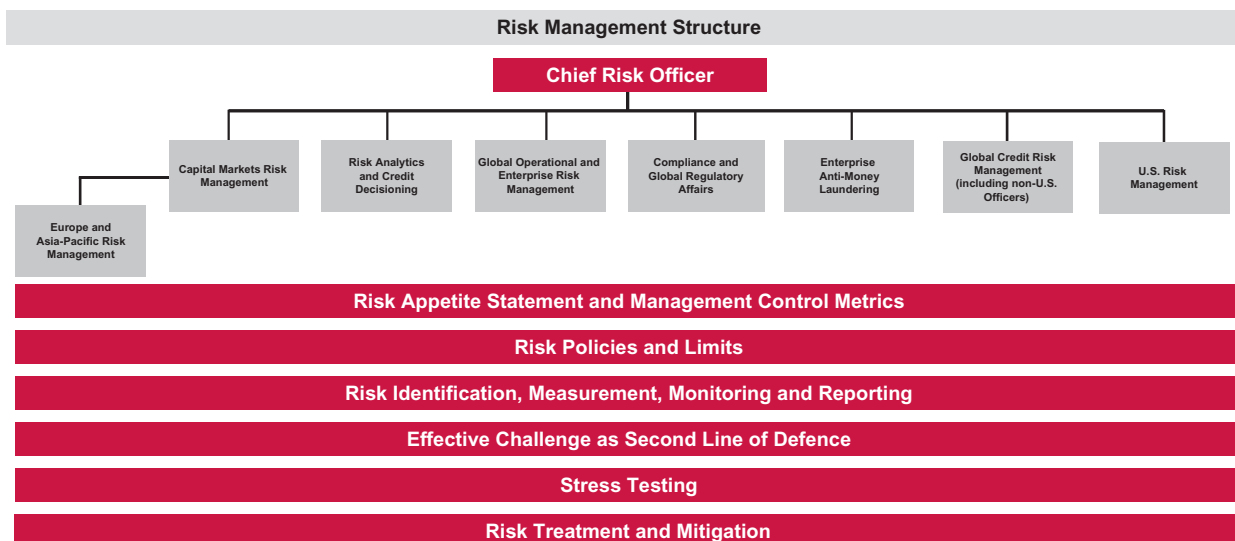 Risk Management Structure
Chief Risk Officer
Capital Markets Risk
Management
Risk Analytics
and Credit
Decisioning
Global Operational and
Enterprise Risk
Management
Compliance and
Global Regulatory
Affairs
Enterprise
Anti-Money
Laundering
Global Credit Risk
Management
(including non-U.S.
Officers)
U.S. Risk
Management
Europe and
Asia-Pacific Risk
Management
Risk Appetite Statement and Management Control Metrics
Risk Policies and Limits
Risk Identification, Measurement, Monitoring and Reporting
Effective Challenge as Second Line of Defence
Stress Testing
Risk Treatment and Mitigation